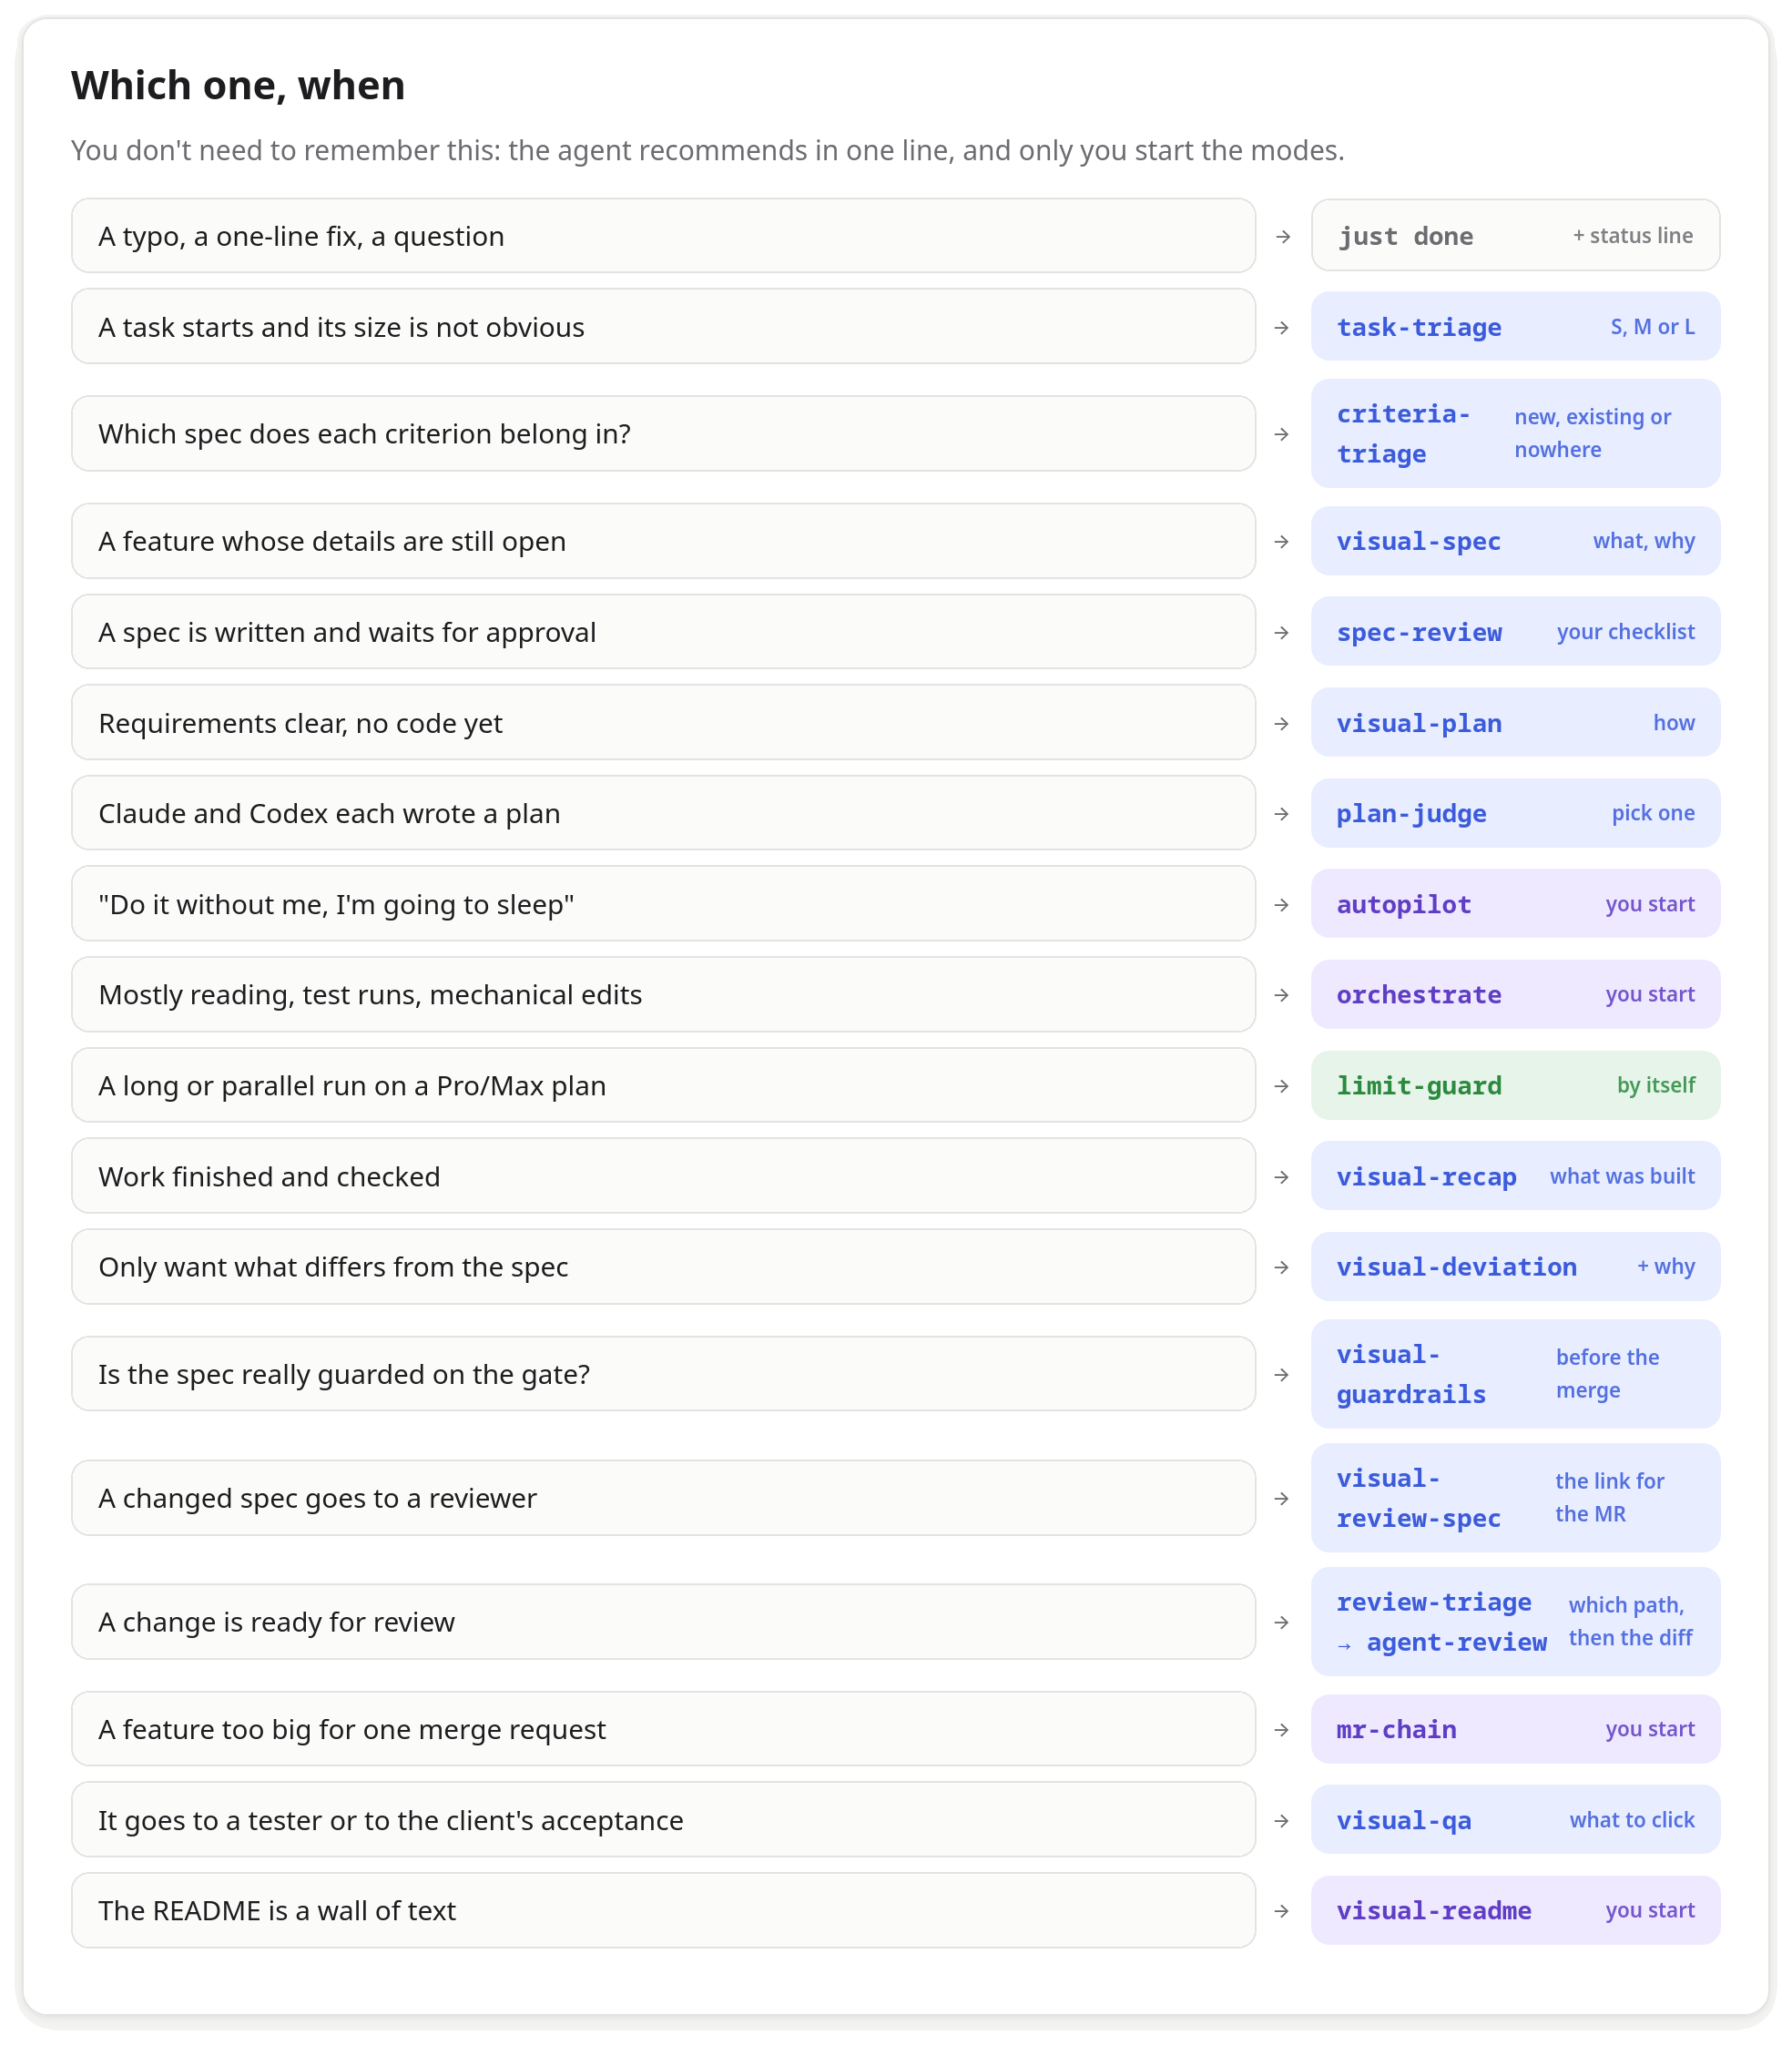 Which one, when
You don't need to remember this: the agent recommends in one line, and only you start the modes.
A typo, a one-line fix, a question → just done + status line
A task starts and its size is not obvious → task-triage S, M or L
Which spec does each criterion belong in? → criteria-
triage new, existing or
nowhere
A feature whose details are still open → visual-spec what, why
A spec is written and waits for approval → spec-review your checklist
Requirements clear, no code yet → visual-plan how
Claude and Codex each wrote a plan → plan-judge pick one
"Do it without me, I'm going to sleep" → autopilot you start
Mostly reading, test runs, mechanical edits → orchestrate you start
A long or parallel run on a Pro/Max plan → limit-guard by itself
Work finished and checked → visual-recap what was built
Only want what differs from the spec → visual-deviation + why
Is the spec really guarded on the gate? → visual-
guardrails before the
merge
A changed spec goes to a reviewer → visual-
review-spec the link for
the MR
A change is ready for review → review-triage
→ agent-review which path,
then the diff
A feature too big for one merge request → mr-chain you start
It goes to a tester or to the client's acceptance → visual-qa what to click
The README is a wall of text → visual-readme you start